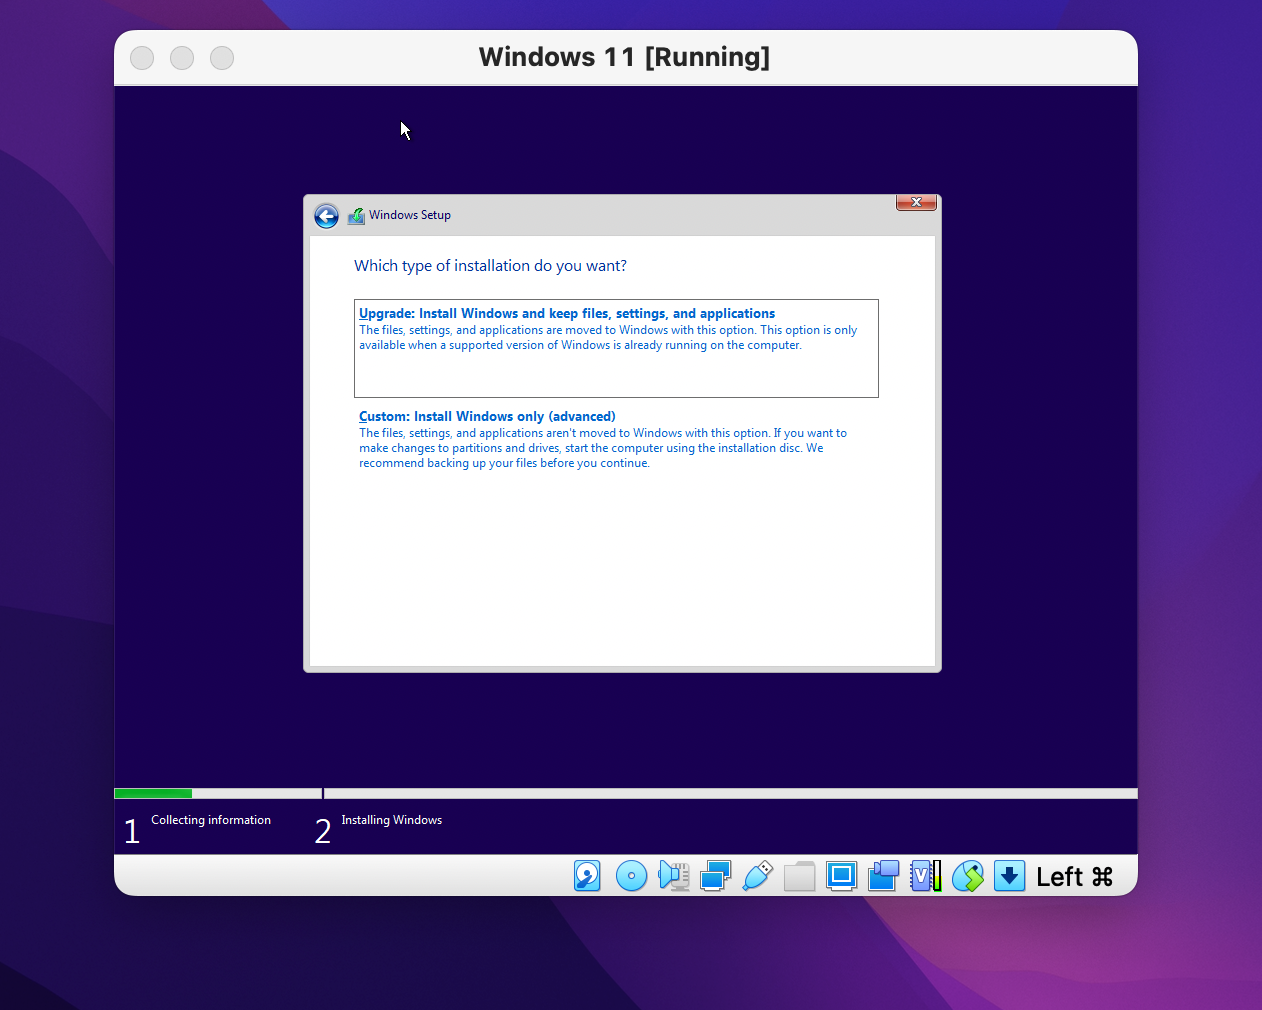 Windows 11 [Running]
Windows Setup
Which type of installation do you want?
Upgrade: Install Windows and keep files, settings, and applications
The files, settings, and applications are moved to Windows with this option. This option is only
available when a supported version of Windows is already running on the computer.
Custom: Install Windows only (advanced)
The files, settings, and applications aren't moved to Windows with this option. If you want to
make changes to partitions and drives, start the computer using the installation disc. We
recommend backing up your files before you continue.
1 Collecting information
2 Installing Windows
V
Left ⌘